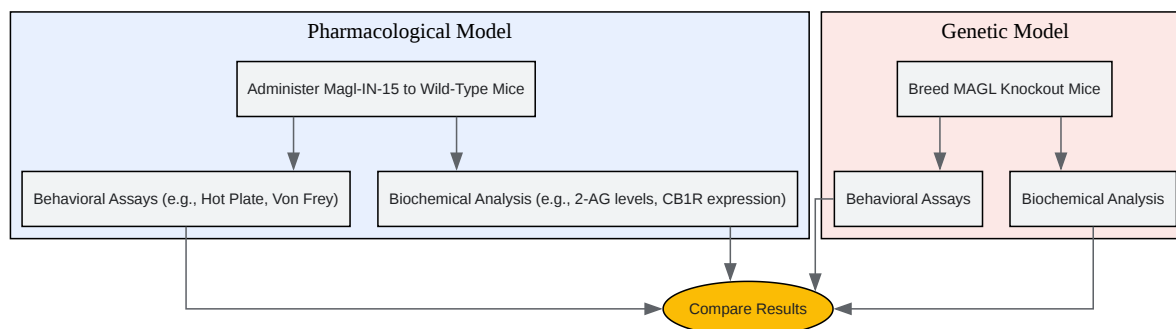 Pharmacological Model
Administer Magl-IN-15 to Wild-Type Mice
Behavioral Assays (e.g., Hot Plate, Von Frey)
Biochemical Analysis (e.g., 2-AG levels, CB1R expression)
Genetic Model
Breed MAGL Knockout Mice
Behavioral Assays
Biochemical Analysis
Compare Results